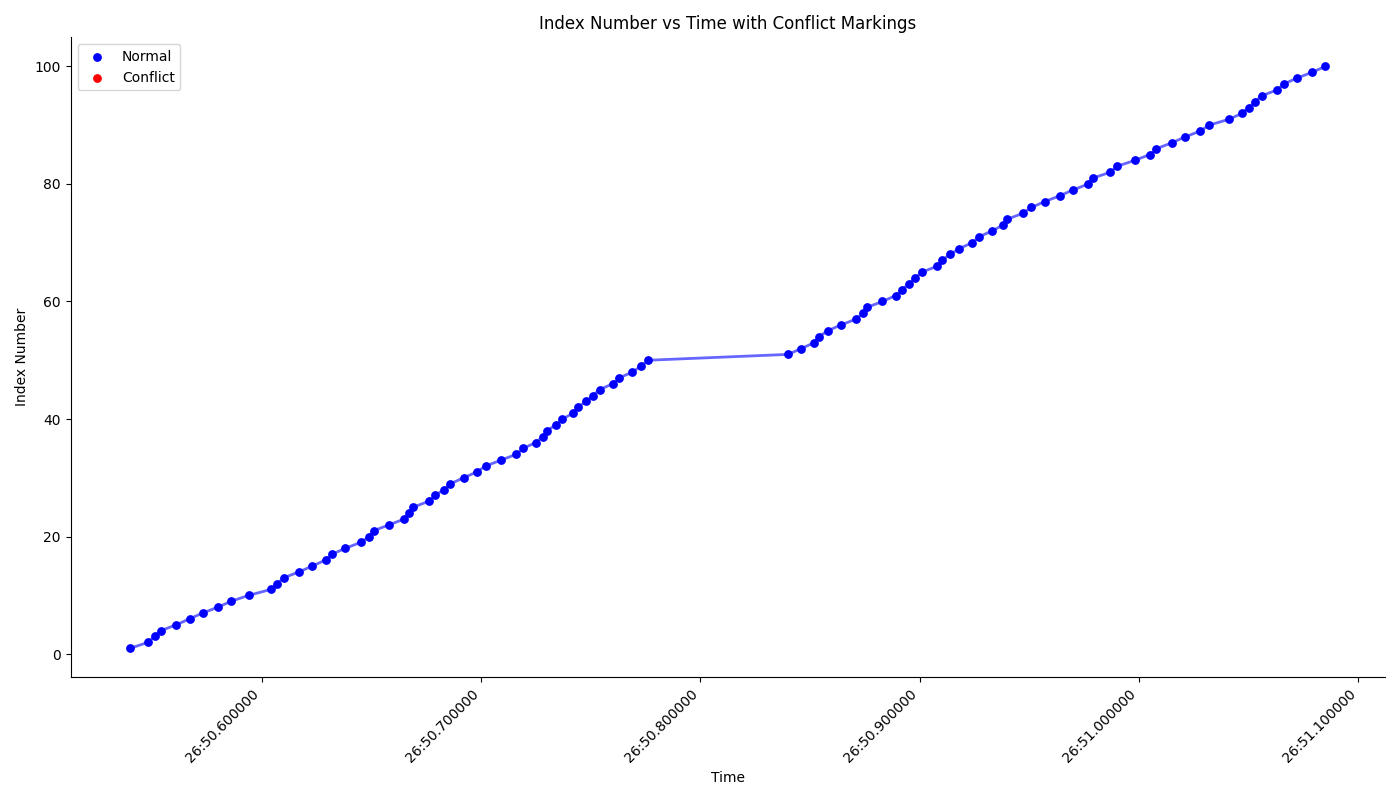 Index Number vs Time with Conflict Markings
Normal
Conflict
Index Number
100
80
60
40
20
0
26:50.600000
26:50.700000
26:50.800000
26:50.900000
26:51.000000
26:51.100000
Time